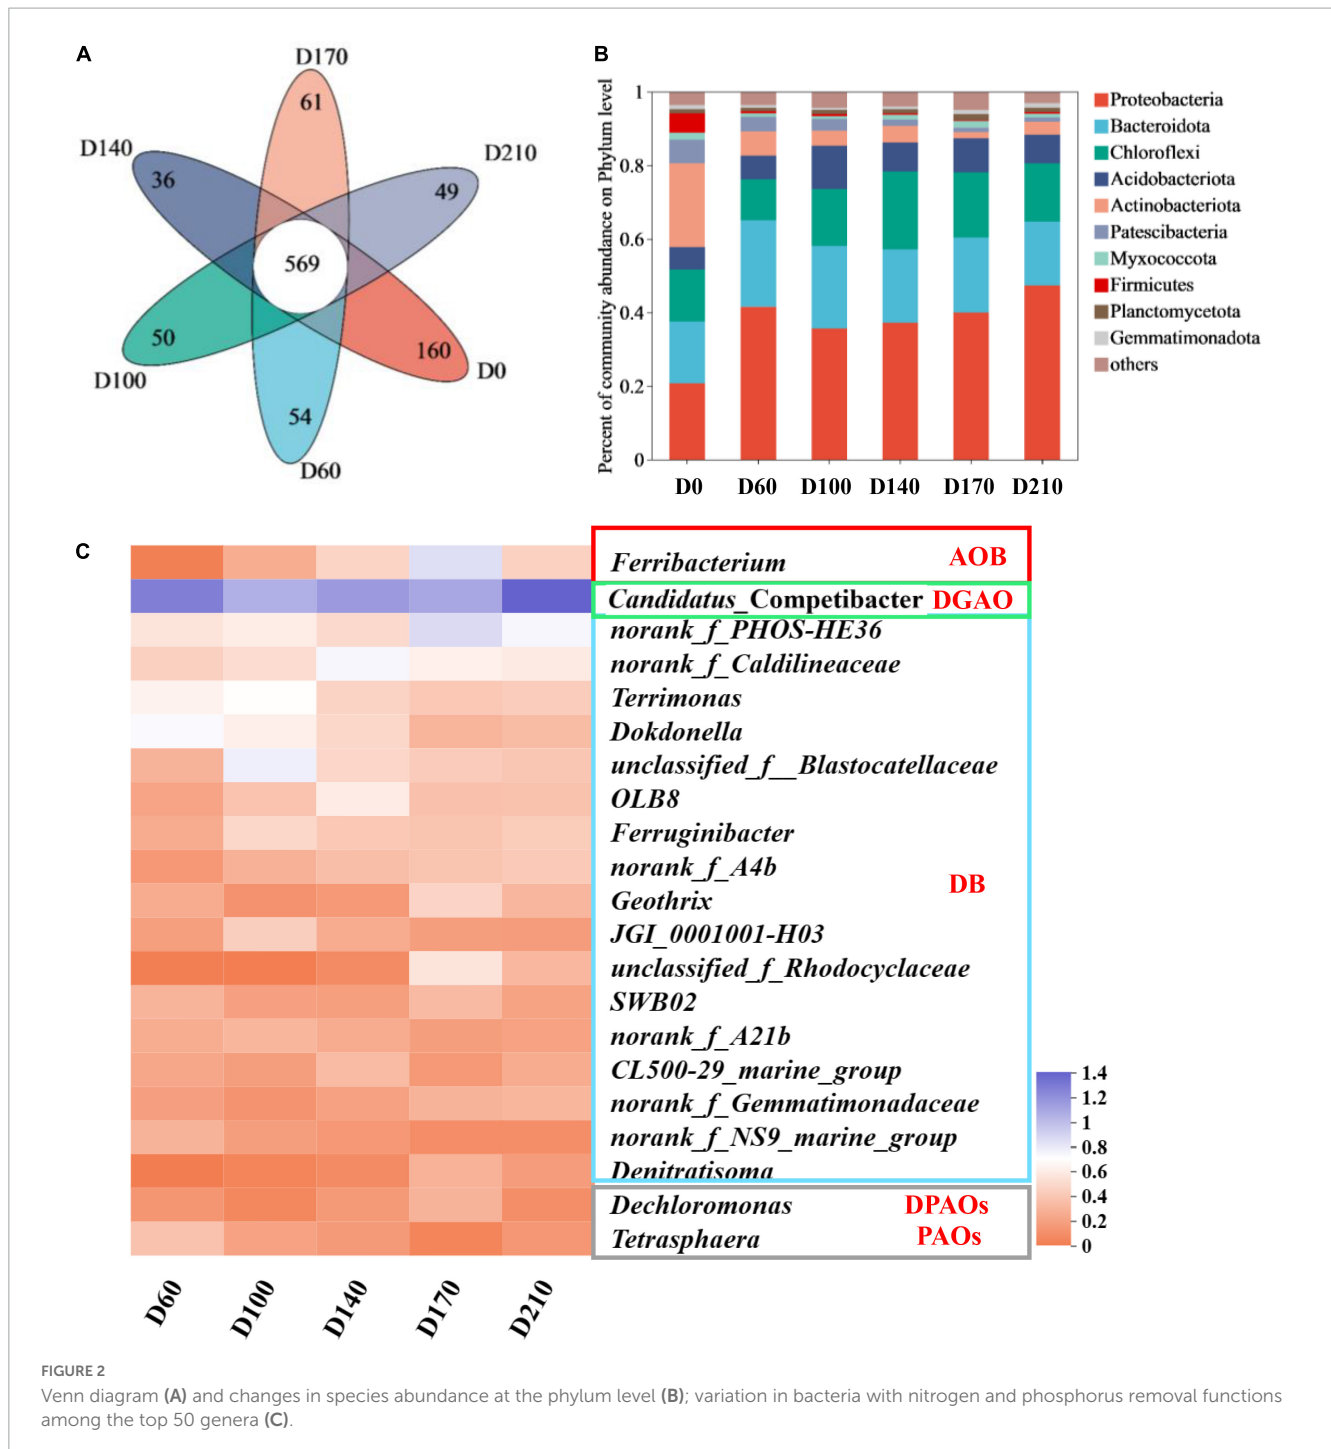 A
D170
61
D140
36
D210
49
569
50
D100
160
D0
54
D60
B
Percent of community abundance on Phylum level
1
0.8
0.6
0.4
0.2
0
D0 D60 D100 D140 D170 D210
Proteobacteria
Bacteroidota
Chloroflexi
Acidobacteriota
Actinobacteriota
Patescibacteria
Myxococcota
Firmicutes
Planctomycetota
Gemmatimonadota
others
C
Ferribacterium AOB
Candidatus_Competibacter DGAO
norank_f_PHOS-HE36
norank_f_Caldilineaceae
Terrimonas
Dokdonella
unclassified_f__Blastocatellaceae
OLB8
Ferruginibacter
norank_f_A4b
DB
Geothrix
JGI_0001001-H03
unclassified_f_Rhodocyclaceae
SWB02
norank_f_A21b
CL500-29_marine_group
norank_f_Gemmatimonadaceae
norank_f_NS9_marine_group
Denitratisoma
Dechloromonas DPAOs
Tetrasphaera PAOs
1.4
1.2
1
0.8
0.6
0.4
0.2
0
D60 D100 D140 D170 D210
FIGURE 2
Venn diagram (A) and changes in species abundance at the phylum level (B); variation in bacteria with nitrogen and phosphorus removal functions
among the top 50 genera (C).